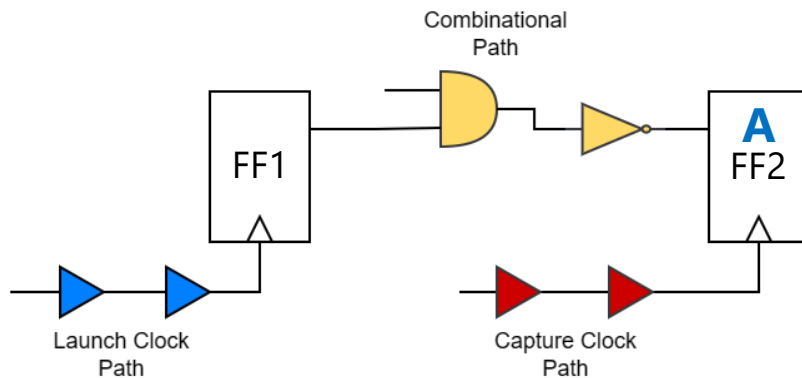 Combinational
Path
FF1
A
FF2
Launch Clock
Path
Capture Clock
Path